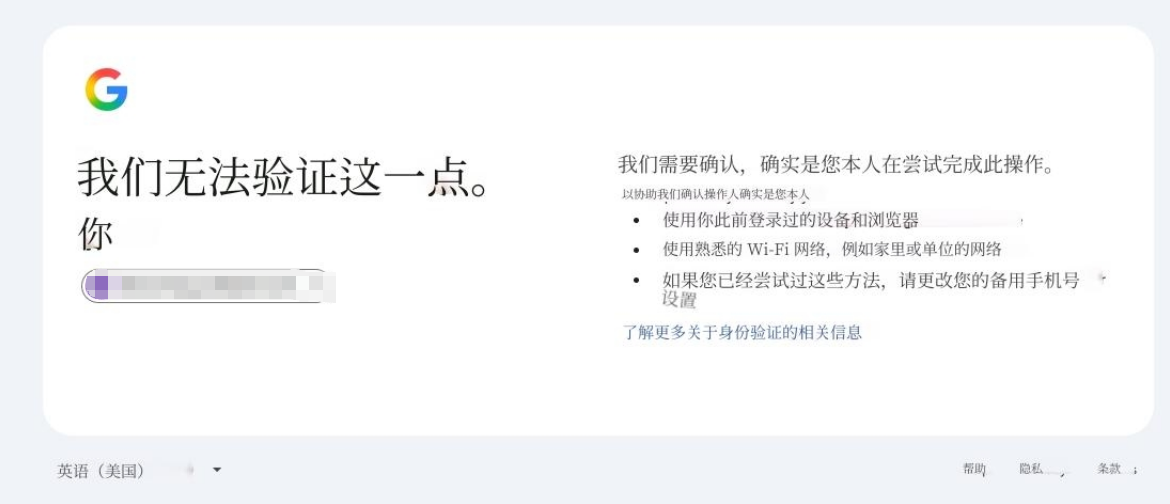 我们无法验证这一点。
你
我们需要确认，确实是您本人在尝试完成此操作。
以协助我们确认操作人确实是您本人
• 使用你此前登录过的设备和浏览器
• 使用熟悉的 Wi-Fi 网络，例如家里或单位的网络
• 如果您已经尝试过这些方法，请更改您的备用手机号
设置
了解更多关于身份验证的相关信息
英语（美国）
帮助 隐私 条款